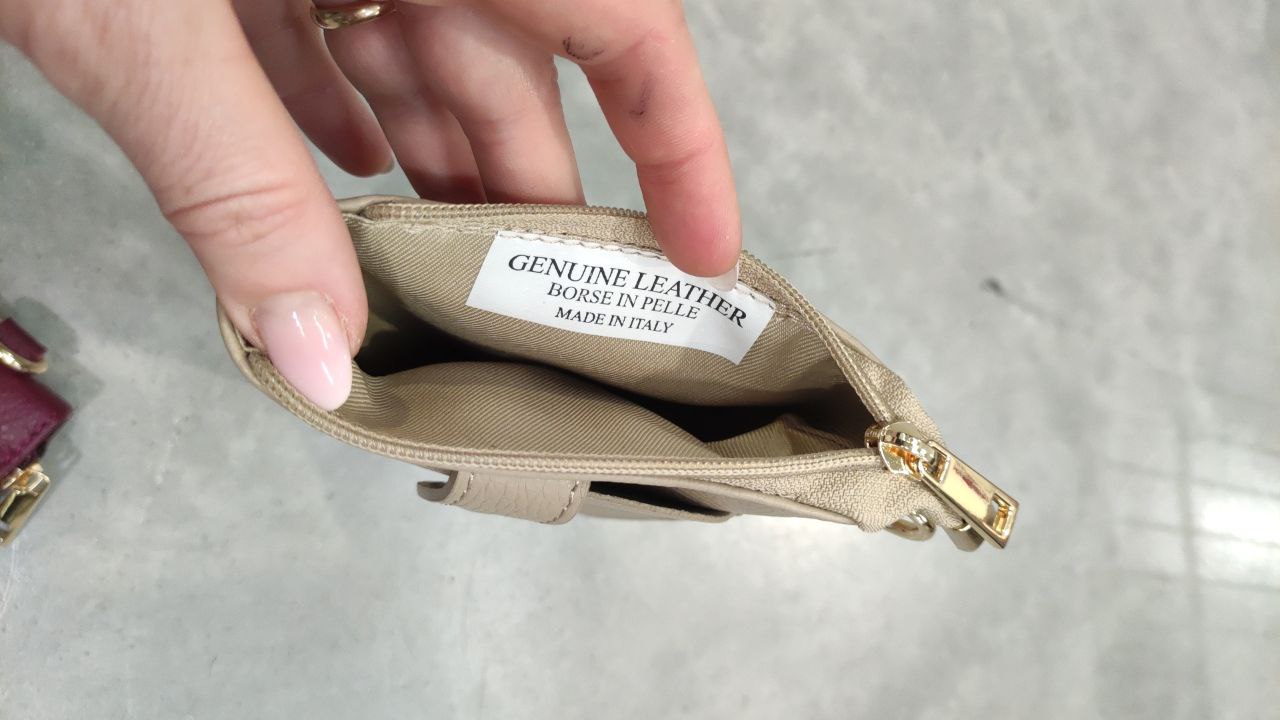 GENUINE LEATHER
BORSE IN PELLE
MADE IN ITALY